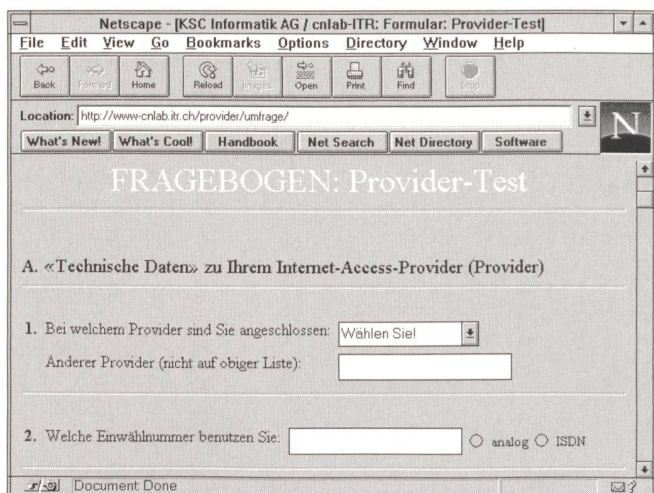 Netscape - [KSC Informatik AG / cnlab-ITR: Formular: Provider-Test]
File Edit View Go Bookmarks Options Directory Window Help
Back Forward Home Reload Images Open Print Find Stop
Location: http://www-cnlab.itr.ch/provider/umfrage/
N
What's New! What's Cool! Handbook Net Search Net Directory Software
FRAGEBOGEN: Provider-Test
A. «Technische Daten» zu Ihrem Internet-Access-Provider (Provider)
1. Bei welchem Provider sind Sie angeschlossen: Wählen Sie!
Anderer Provider (nicht auf obiger Liste):
2. Welche Einwählnummer benutzen Sie: analog ISDN
Document: Done
?